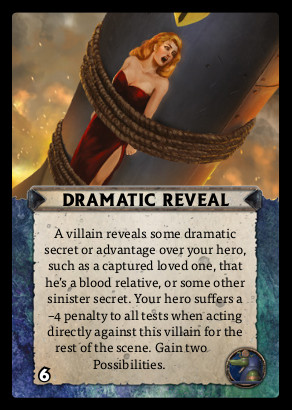 DRAMATIC REVEAL
A villain reveals some dramatic
secret or advantage over your hero,
such as a captured loved one, that
he's a blood relative, or some other
sinister secret. Your hero suffers a
–4 penalty to all tests when acting
directly against this villain for the
rest of the scene. Gain two
Possibilities.
6